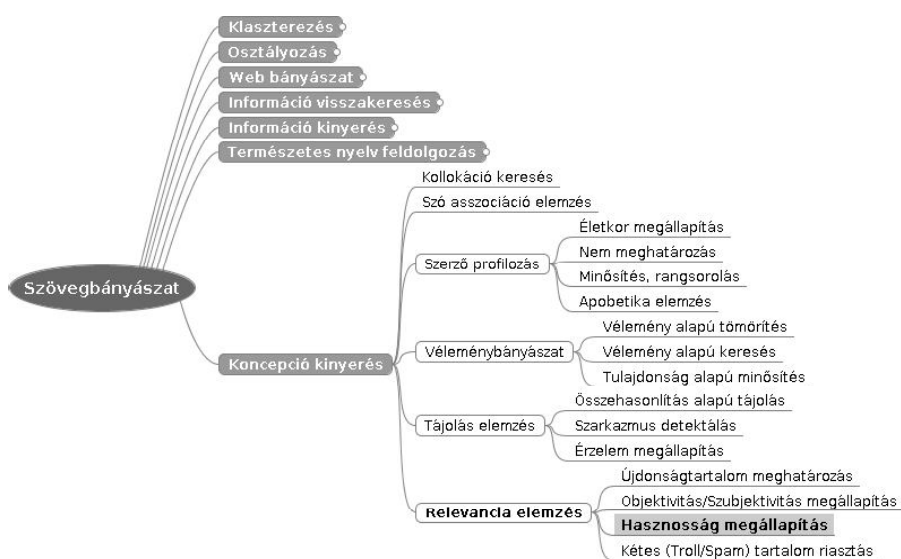 Szövegbányászat
Klaszterezés
Osztályozás
Web bányászat
Információ visszakeresés
Információ kinyerés
Természetes nyelv feldolgozás
Koncepció kinyerés
Kollokáció keresés
Szó asszociáció elemzés
Szerző profilozás
Életkor megállapítás
Nem meghatározás
Minősítés, rangsorolás
Apobetika elemzés
Véleménybányászat
Vélemény alapú tömörítés
Vélemény alapú keresés
Tulajdonság alapú minősítés
Tájolás elemzés
Összehasonlítás alapú tájolás
Szarkazmus detektálás
Érzelem megállapítás
Relevancia elemzés
Újdonságtartalom meghatározás
Objektivitás/Szubjektivitás megállapítás
Hasznosság megállapítás
Kétes (Troll/Spam) tartalom riasztás